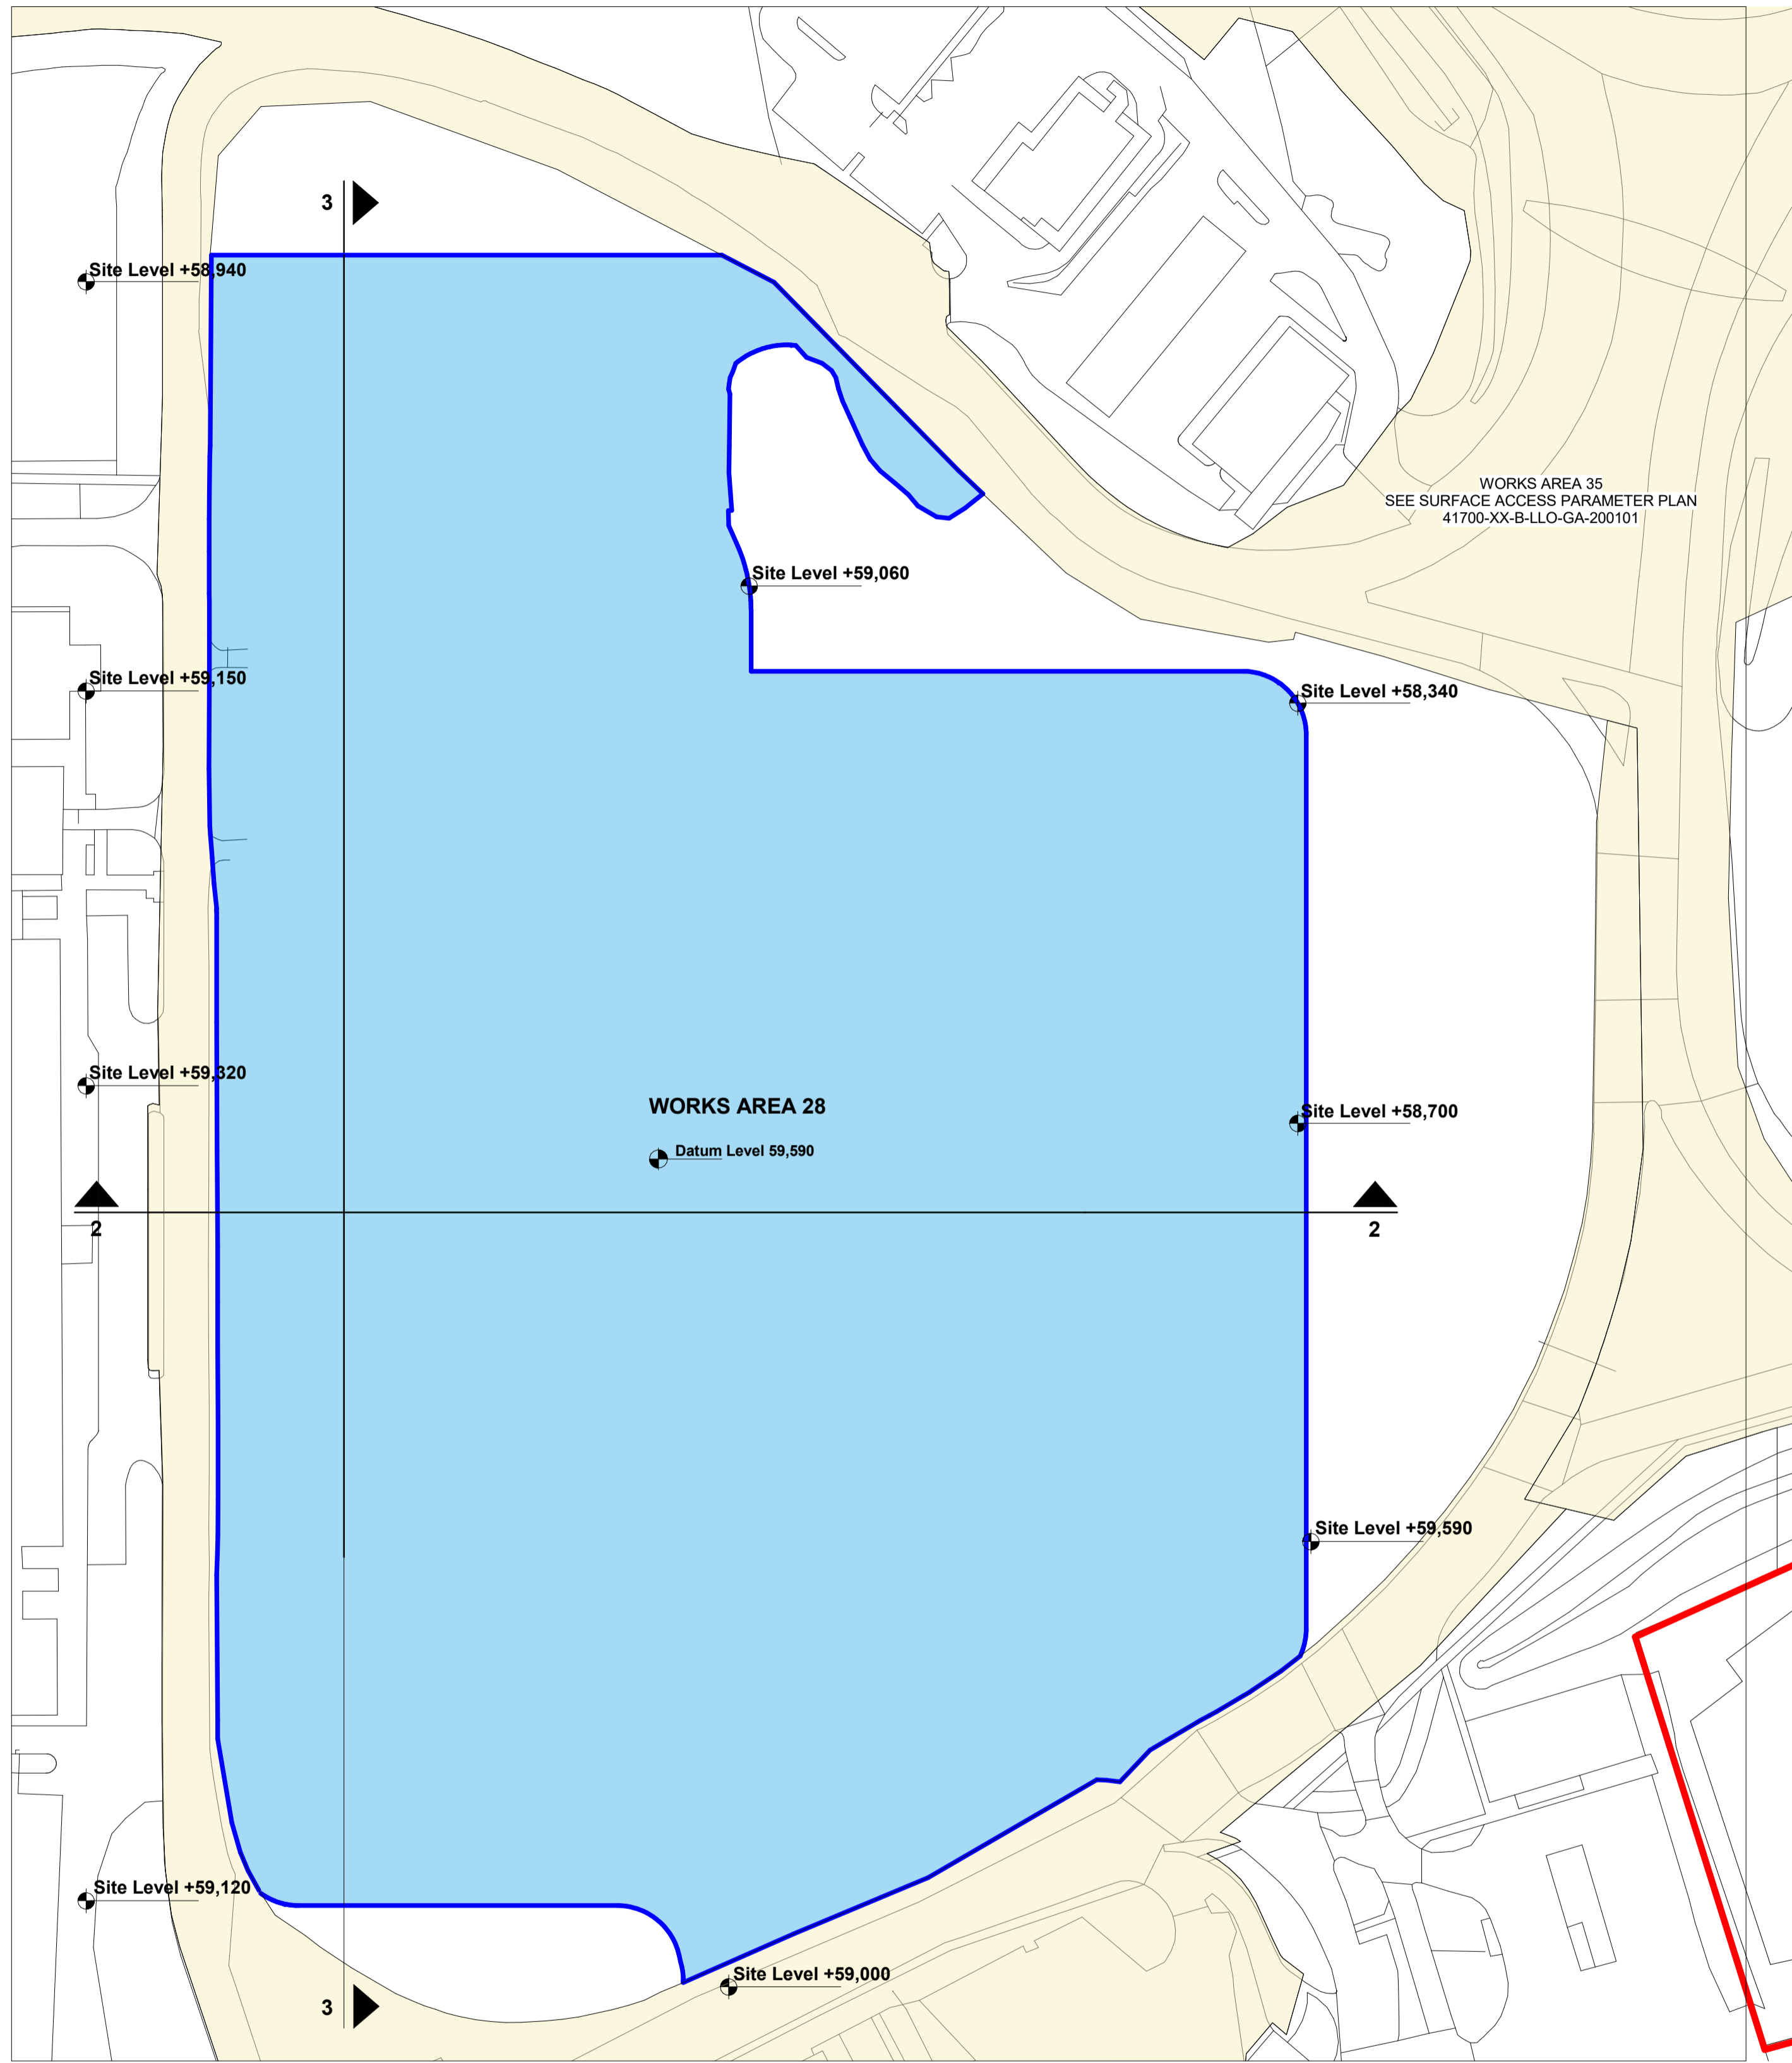 3
Site Level +58,940
WORKS AREA 35
SEE SURFACE ACCESS PARAMETER PLAN
41700-XX-B-LLO-GA-200101
Site Level +59,060
Site Level +59,150
Site Level +58,340
Site Level +59,320
WORKS AREA 28
Site Level +58,700
Datum Level 59,590
2
2
Site Level +59,590
Site Level +59,120
Site Level +59,000
3